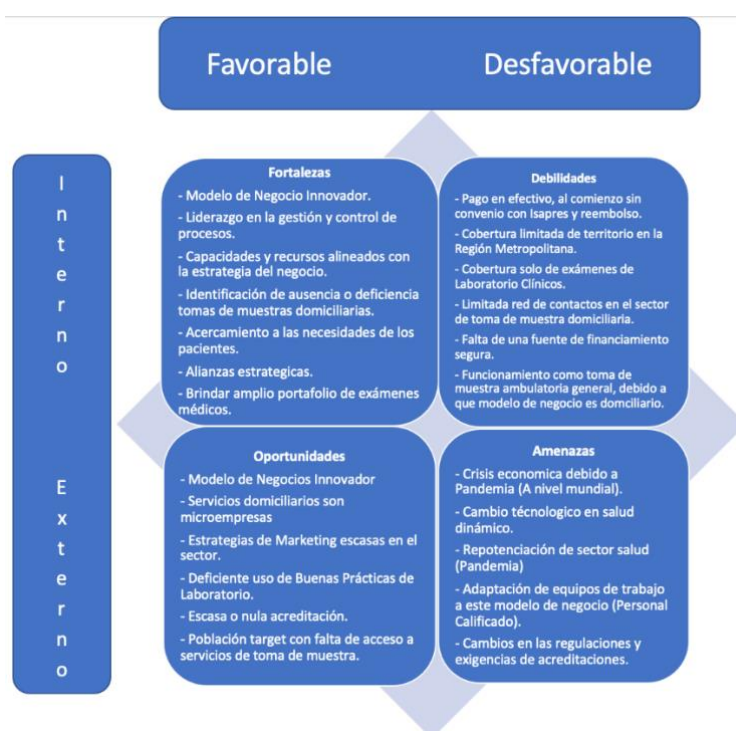 Favorable
Desfavorable
Interno
Externo
Fortalezas
- Modelo de Negocio Innovador.
- Liderazgo en la gestión y control de
procesos.
- Capacidades y recursos alineados con
la estrategia del negocio.
- Identificación de ausencia o deficiencia
tomas de muestras domiciliarias.
- Acercamiento a las necesidades de los
pacientes.
- Alianzas estrategicas.
- Brindar amplio portafolio de exámenes
médicos.
Debilidades
- Pago en efectivo, al comienzo sin
convenio con Isapres y reembolso.
- Cobertura limitada de territorio en la
Región Metropolitana.
- Cobertura solo de exámenes de
Laboratorio Clínicos.
- Limitada red de contactos en el sector
de toma de muestra domiciliaria.
- Falta de una fuente de financiamiento
segura.
- Funcionamiento como toma de
muestra ambulatoria general, debido a
que modelo de negocio es domciliario.
Oportunidades
- Modelo de Negocios Innovador
- Servicios domiciliarios son
microempresas
- Estrategias de Marketing escasas en el
sector.
- Deficiente uso de Buenas Prácticas de
Laboratorio.
- Escasa o nula acreditación.
- Población target con falta de acceso a
servicios de toma de muestra.
Amenazas
- Crisis economica debido a
Pandemia (A nivel mundial).
- Cambio técnologico en salud
dinámico.
- Repotenciación de sector salud
(Pandemia)
- Adaptación de equipos de trabajo
a este modelo de negocio (Personal
Calificado).
- Cambios en las regulaciones y
exigencias de acreditaciones.